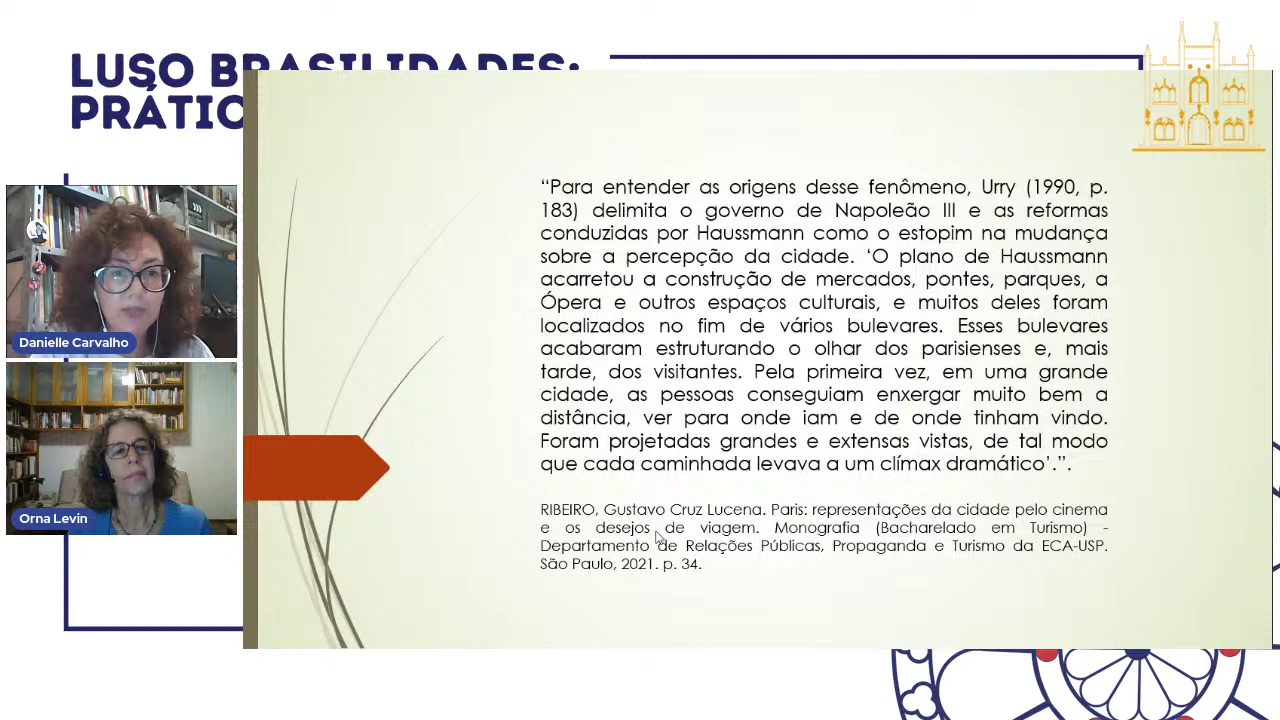 LUSO BRASILIDADES:
PRÁTIC
“Para entender as origens desse fenômeno, Urry (1990, p.
183) delimita o governo de Napoleão III e as reformas
conduzidas por Haussmann como o estopim na mudança
sobre a percepção da cidade. ‘O plano de Haussmann
acarretou a construção de mercados, pontes, parques, a
Ópera e outros espaços culturais, e muitos deles foram
localizados no fim de vários bulevares. Esses bulevares
acabaram estruturando o olhar dos parisienses e, mais
tarde, dos visitantes. Pela primeira vez, em uma grande
cidade, as pessoas conseguiam enxergar muito bem a
distância, ver para onde iam e de onde tinham vindo.
Foram projetadas grandes e extensas vistas, de tal modo
que cada caminhada levava a um clímax dramático’.”.
RIBEIRO, Gustavo Cruz Lucena. Paris: representações da cidade pelo cinema
e os desejos de viagem. Monografia (Bacharelado em Turismo) -
Departamento de Relações Públicas, Propaganda e Turismo da ECA-USP.
São Paulo, 2021. p. 34.
Danielle Carvalho
Orna Levin